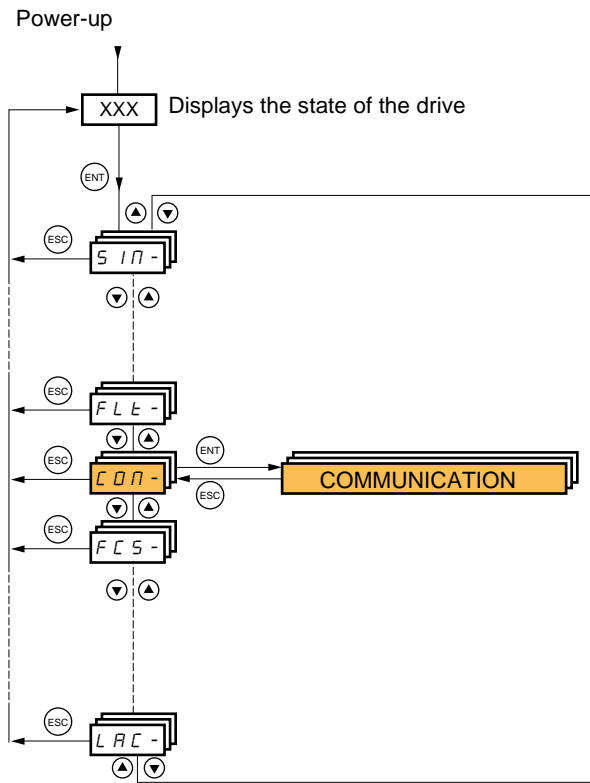 Power-up
XXX Displays the state of the drive
ENT
ESC
SIM-
ESC
FLt-
ESC
COM-
ENT
ESC
COMMUNICATION
ESC
FCS-
ESC
LAC-